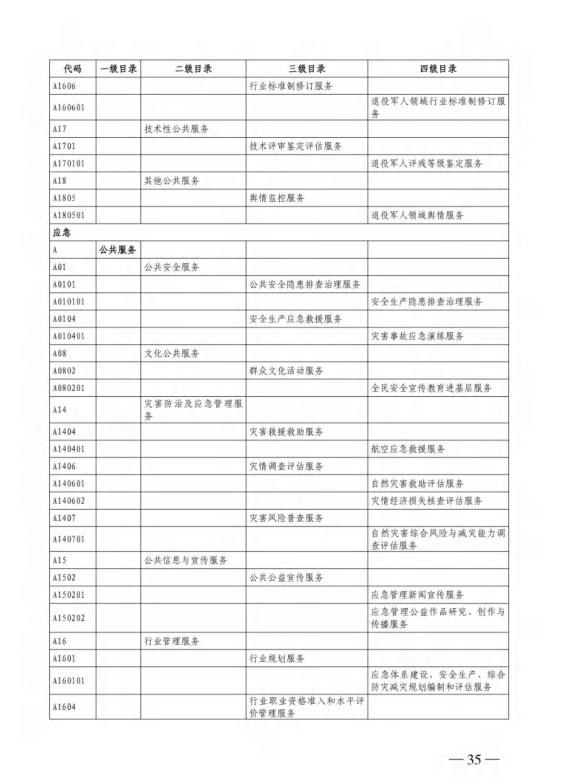 代码 一级目录 二级目录 三级目录 四级目录
A1606 行业标准制修订服务
A160601 退役军人领域行业标准制修订服
务
A17 技术性公共服务
A1701 技术评审鉴定评估服务
A170101 退役军人评残等级鉴定服务
A18 其他公共服务
A1805 舆情监控服务
A180501 退役军人领域舆情服务
应急
A 公共服务
A01 公共安全服务
A0101 公共安全隐患排查治理服务
A010101 安全生产隐患排查治理服务
A0104 安全生产应急救援服务
A010401 灾害事故应急演练服务
A08 文化公共服务
A0802 群众文化活动服务
A080201 全民安全宣传教育进基层服务
A14 灾害防治及应急管理服
务
A1404 灾害救援救助服务
A140401 航空应急救援服务
A1406 灾情调查评估服务
A140601 自然灾害救助评估服务
A140602 灾情经济损失核查评估服务
A1407 灾害风险普查服务
A140701 自然灾害综合风险与减灾能力调
查评估服务
A15 公共信息与宣传服务
A1502 公共公益宣传服务
A150201 应急管理新闻宣传服务
A150202 应急管理公益作品研究、创作与
传播服务
A16 行业管理服务
A1601 行业规划服务
A160101 应急体系建设、安全生产、综合
防灾减灾规划编制和评估服务
A1604 行业职业资格准入和水平评
价管理服务
— 35 —